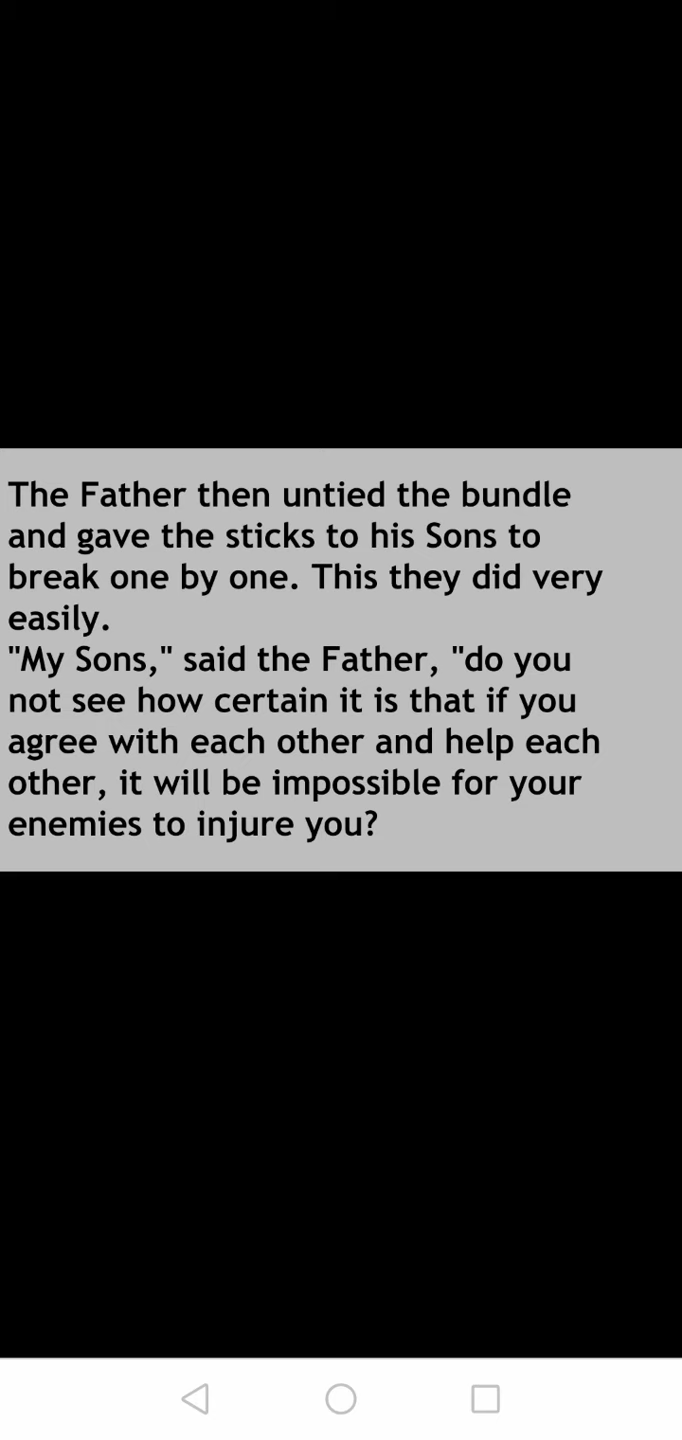 The Father then untied the bundle
and gave the sticks to his Sons to
break one by one. This they did very
easily.
"My Sons," said the Father, "do you
not see how certain it is that if you
agree with each other and help each
other, it will be impossible for your
enemies to injure you?